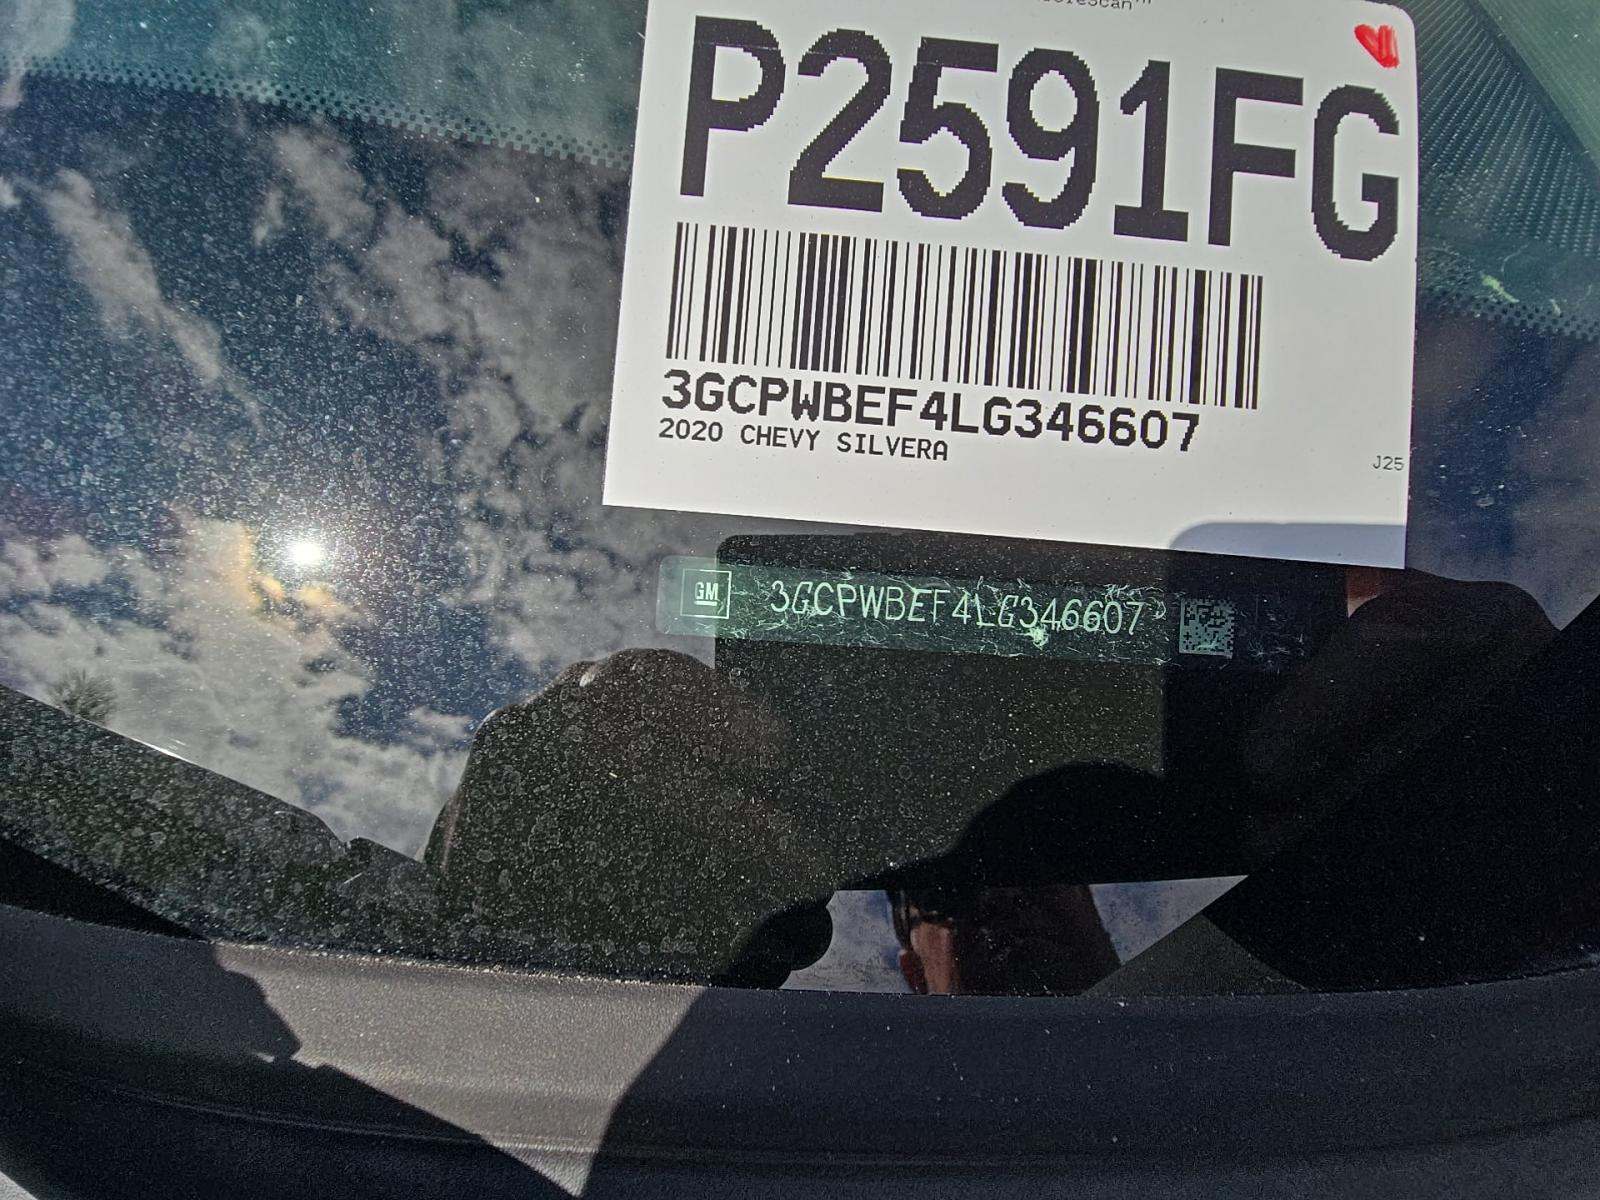 P2591FG
3GCPWBEF4LG346607
2020 CHEVY SILVERA
J25
GM 3GCPWBEF4LG346607